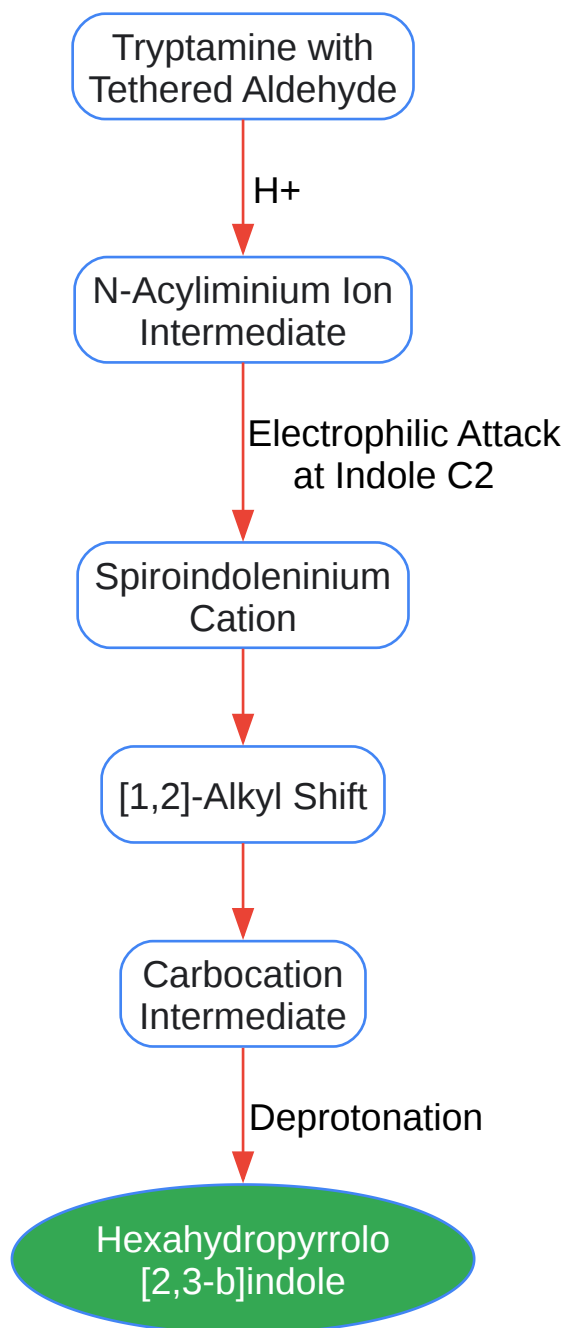 Tryptamine with
Tethered Aldehyde
H+
N-Acyliminium Ion
Intermediate
Electrophilic Attack
at Indole C2
Spiroindoleninium
Cation
[1,2]-Alkyl Shift
Carbocation
Intermediate
Deprotonation
Hexahydropyrrolo
[2,3-b]indole